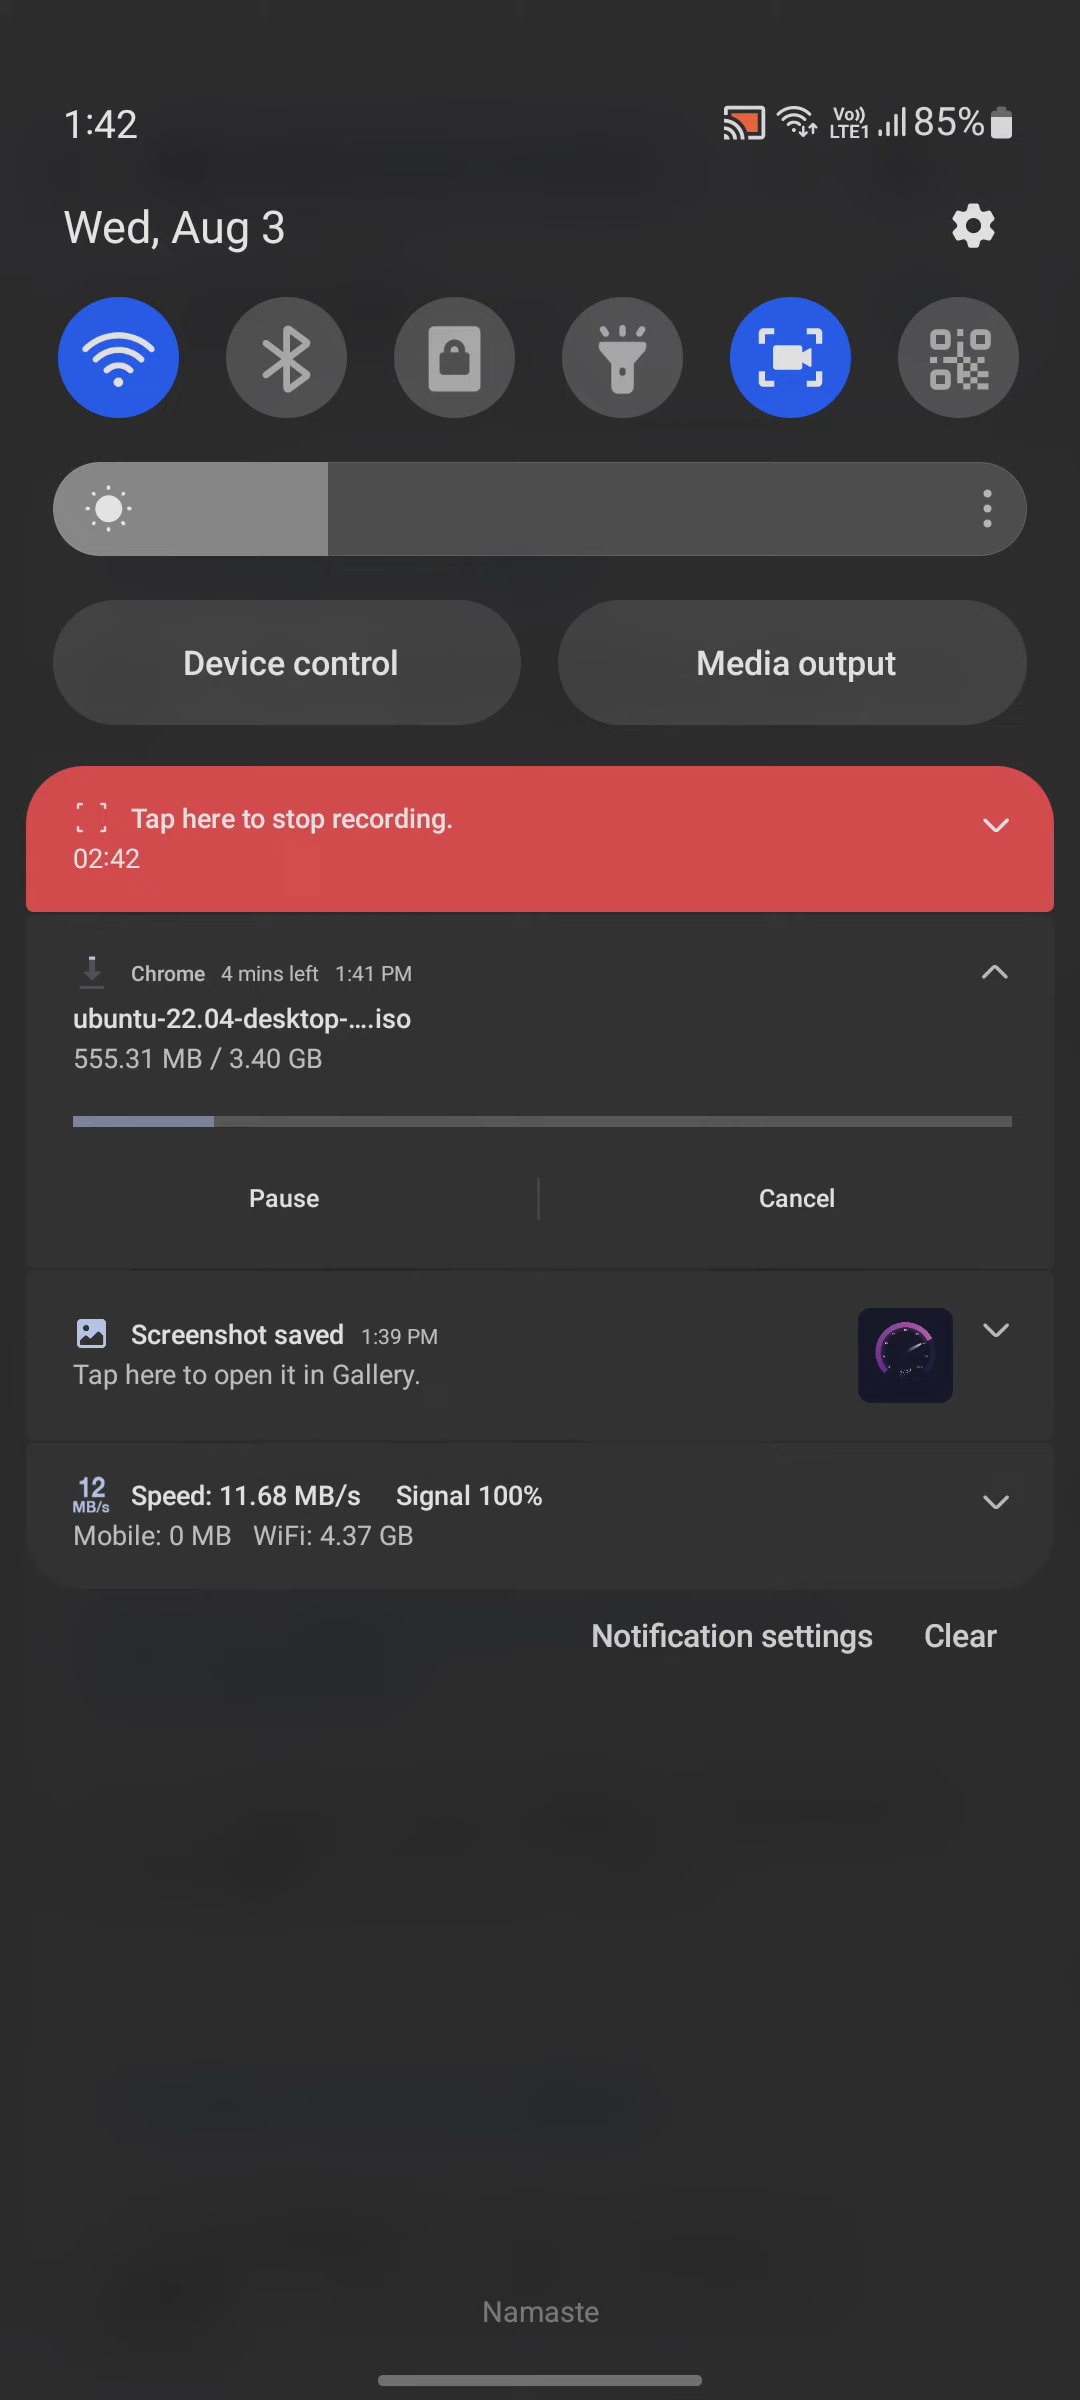 1:42
Vo)) LTE1 85%
Wed, Aug 3
Device control
Media output
Tap here to stop recording.
02:42
Chrome 4 mins left 1:41 PM
ubuntu-22.04-desktop-....iso
555.31 MB / 3.40 GB
Pause
Cancel
Screenshot saved 1:39 PM
Tap here to open it in Gallery.
12 MB/s
Speed: 11.68 MB/s Signal 100%
Mobile: 0 MB WiFi: 4.37 GB
Notification settings
Clear
Namaste